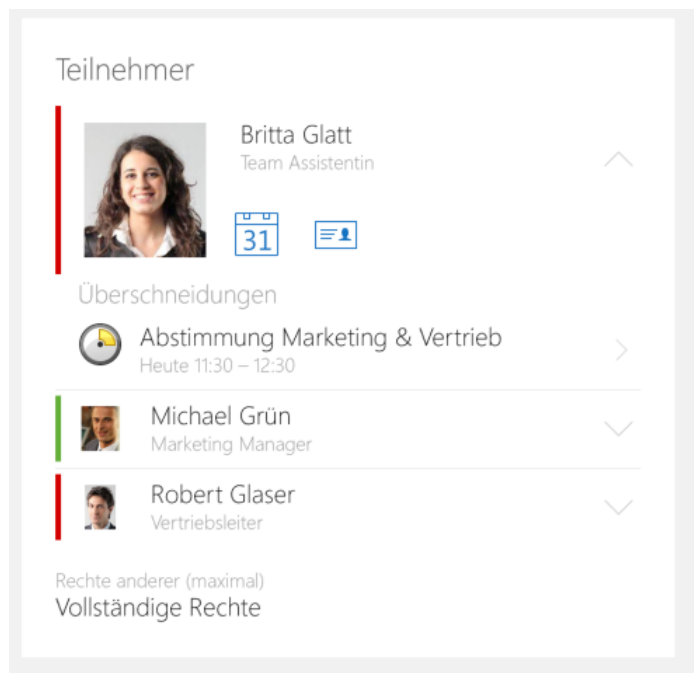 Teilnehmer
Britta Glatt
Team Assistentin
31
Überschneidungen
Abstimmung Marketing & Vertrieb
Heute 11:30 – 12:30
Michael Grün
Marketing Manager
Robert Glaser
Vertriebsleiter
Rechte anderer (maximal)
Vollständige Rechte